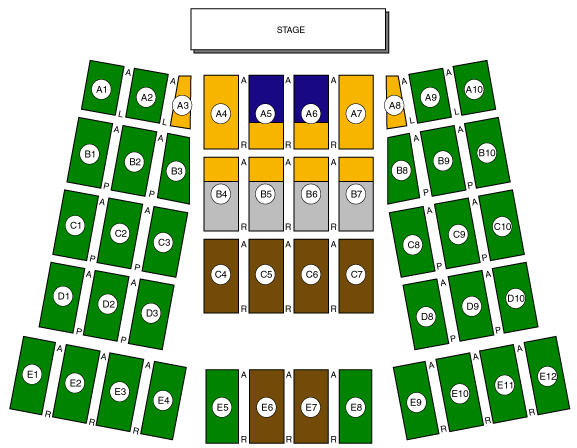 STAGE
A1 A A2 A A3 A4 A A5 A A6 A A7 A A8 A A9 A A10
L L R R R L L
B1 A B2 A B3 B4 A B5 A B6 A B7 B8 A B9 A B10
P P R R R P P
C1 A C2 A C3 C4 A C5 A C6 A C7 C8 A C9 A C10
P P R R R P P
D1 A D2 A D3 D8 A D9 A D10
P P P P
E1 A E2 A E3 A E4 E5 A E6 A E7 A E8 E9 A E10 A E11 A E12
R R R R R R R R R